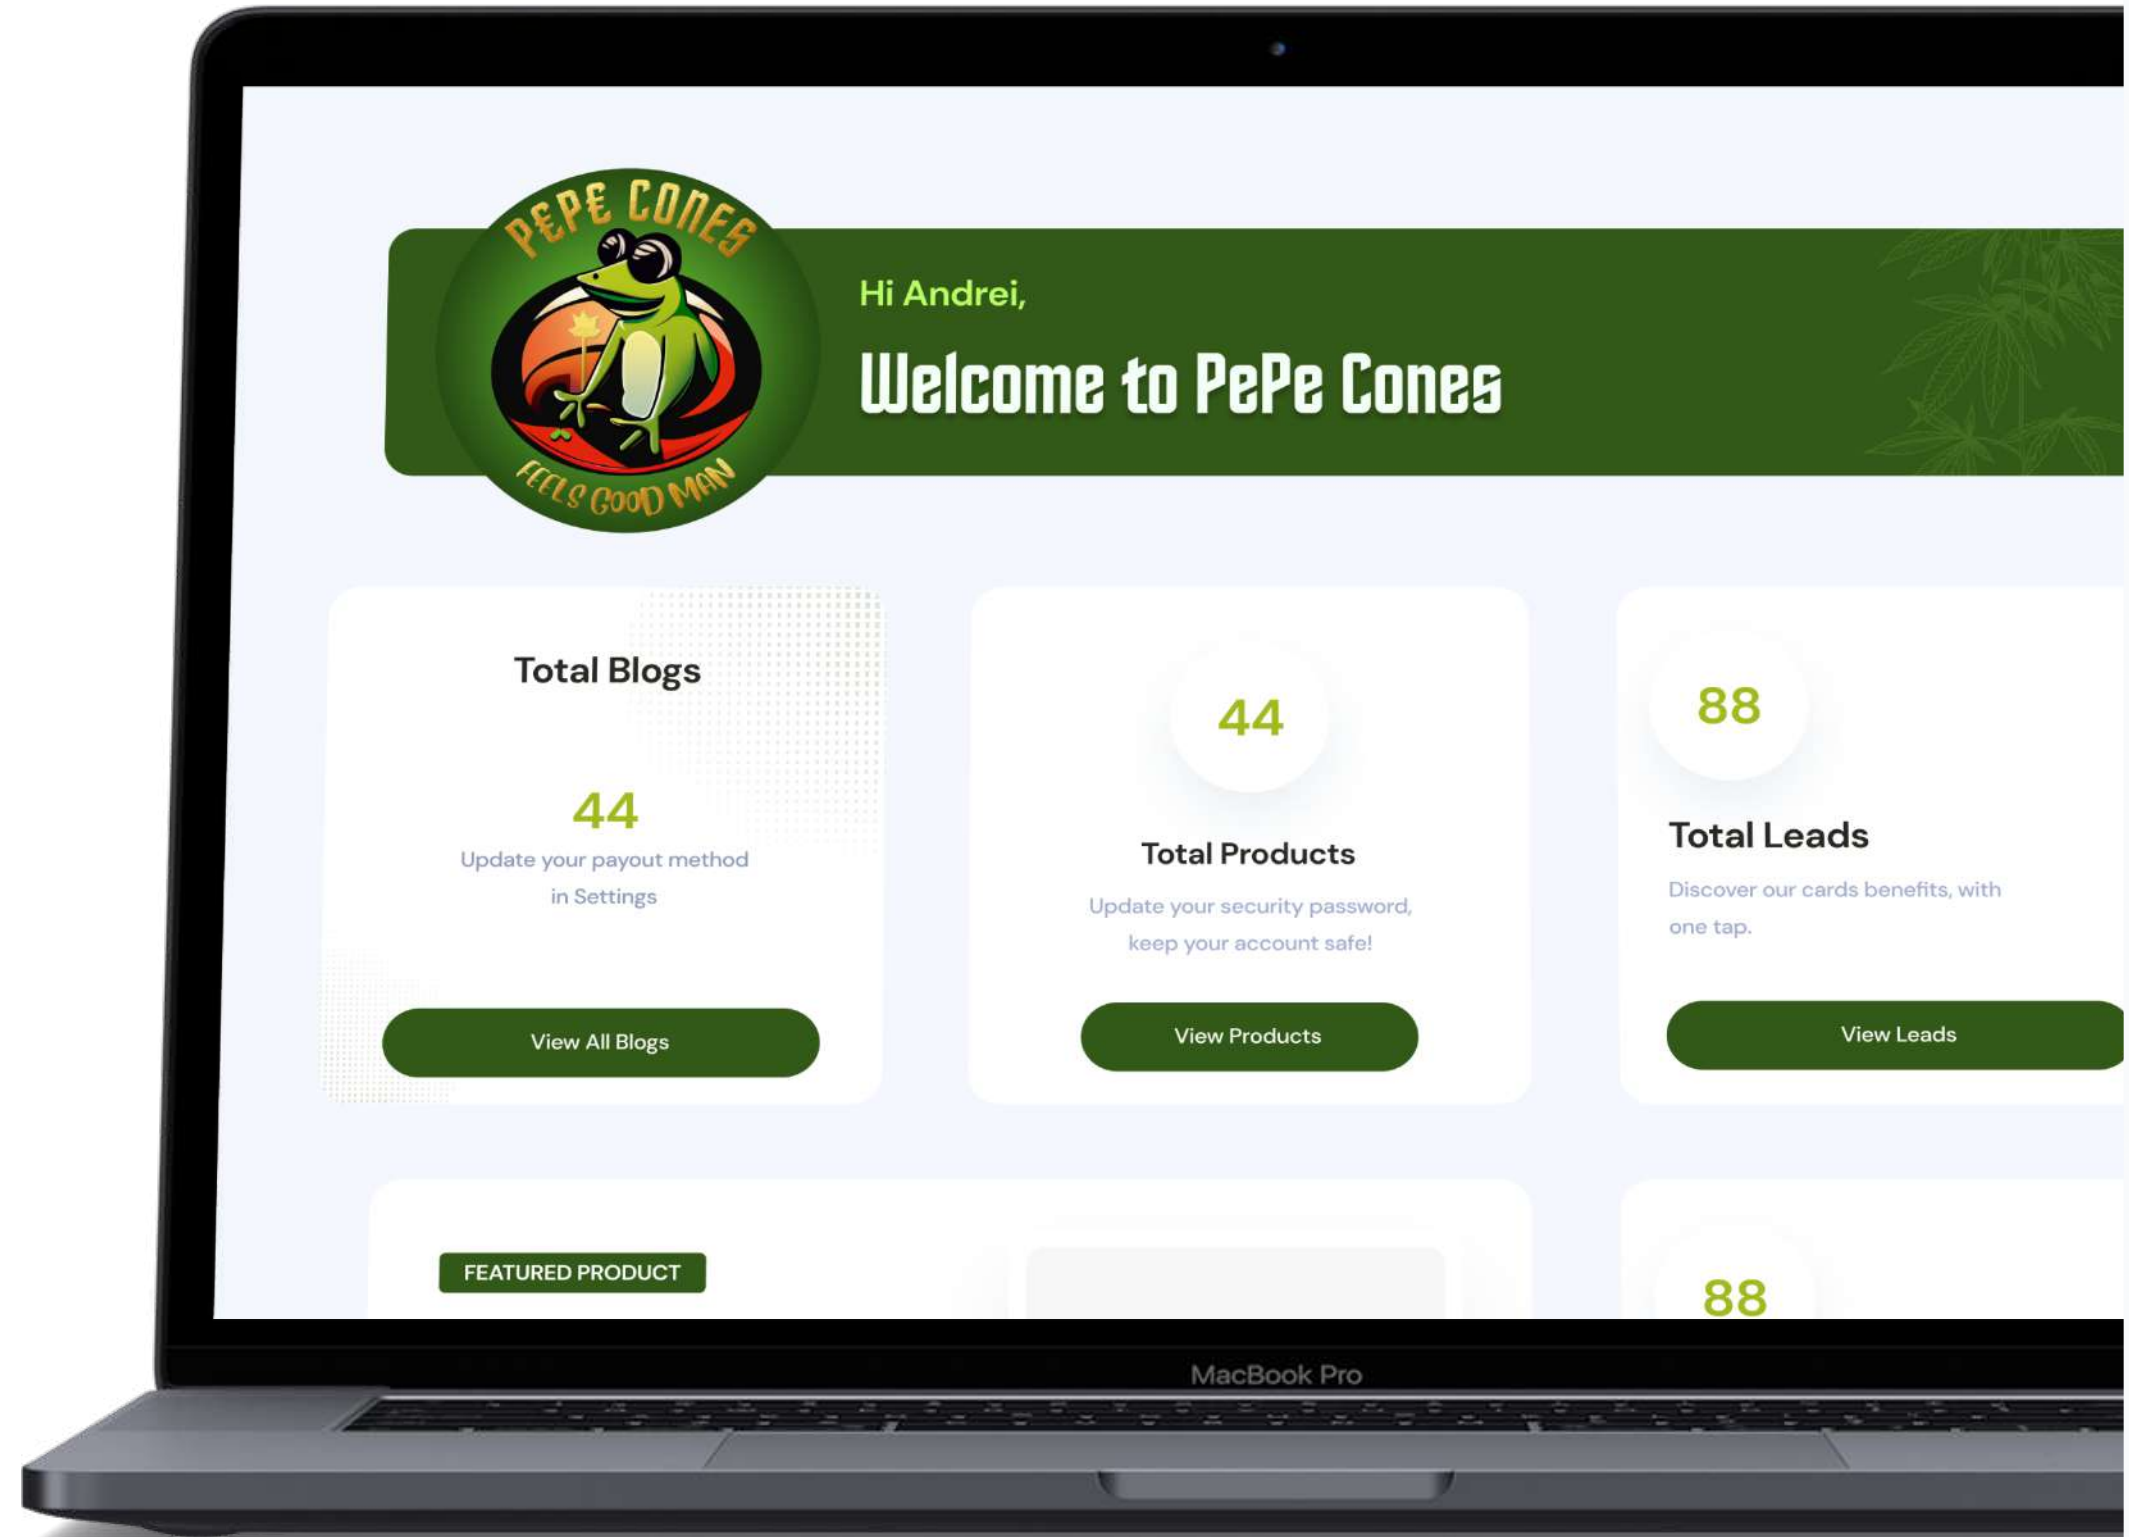 PEPE CONES
FEELS GOOD MAN
Hi Andrei,
Welcome to PePe Cones
Total Blogs
44
Update your payout method
in Settings
View All Blogs
44
Total Products
Update your security password,
keep your account safe!
View Products
88
Total Leads
Discover our cards benefits, with
one tap.
View Leads
FEATURED PRODUCT
88
MacBook Pro